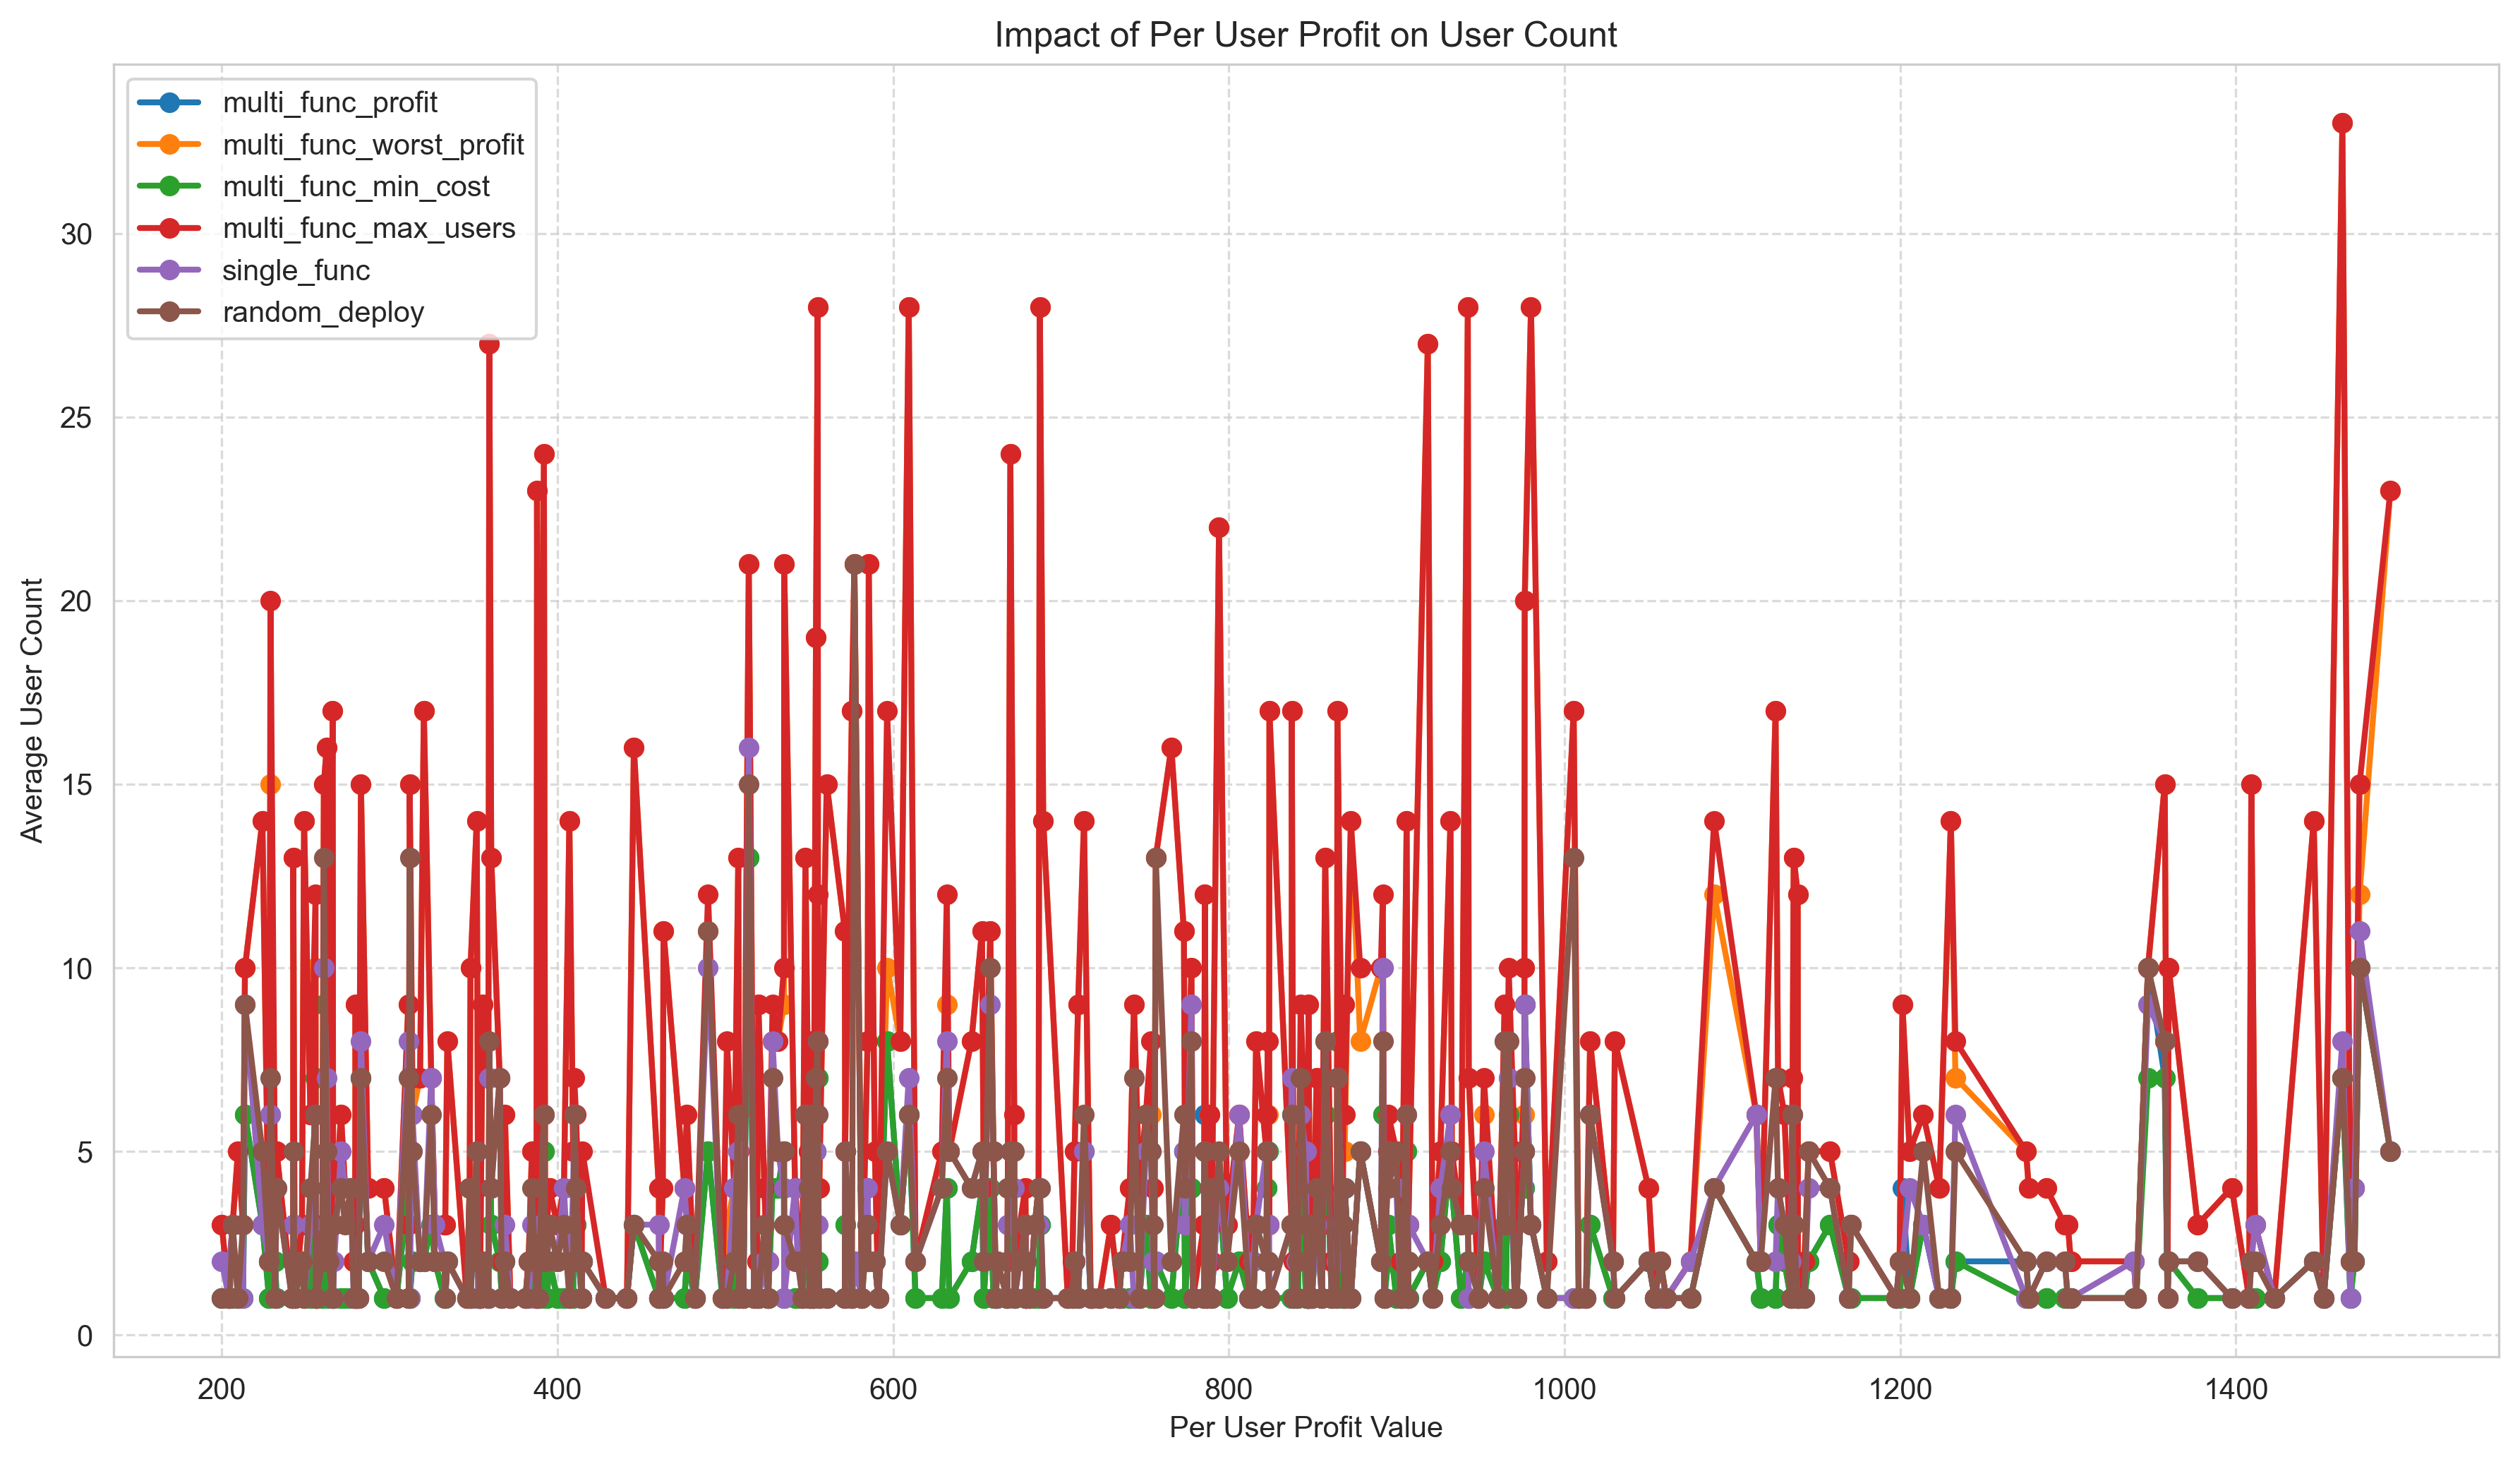 Impact of Per User Profit on User Count
multi_func_profit
multi_func_worst_profit
multi_func_min_cost
multi_func_max_users
single_func
random_deploy
30
25
20
15
10
5
0
Average User Count
200 400 600 800 1000 1200 1400
Per User Profit Value